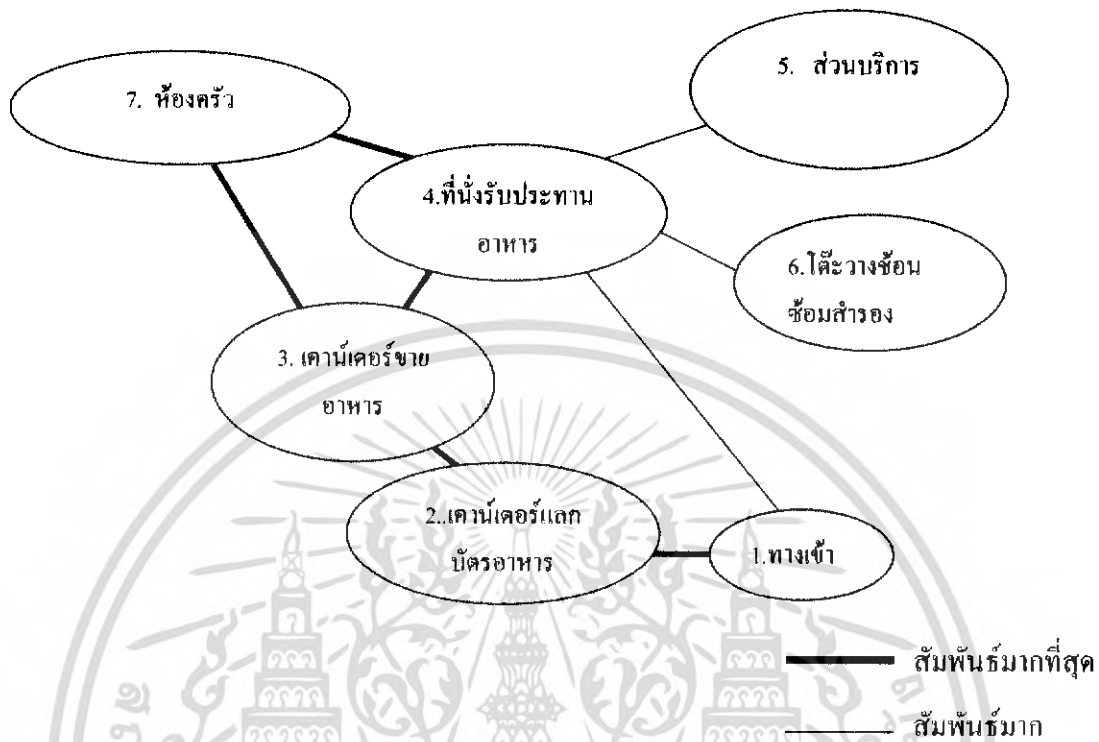 5. ส่วนบริการ
7. ห้องครัว
4.ที่นั่งรับประทาน
อาหาร
6.โต๊ะวางช้อน
ซ้อมสำรอง
3. เคาน์เตอร์ขาย
อาหาร
2..เคาน์เตอร์แลก
บัตรอาหาร
1.ทางเข้า
สัมพันธ์มากที่สุด
สัมพันธ์มาก